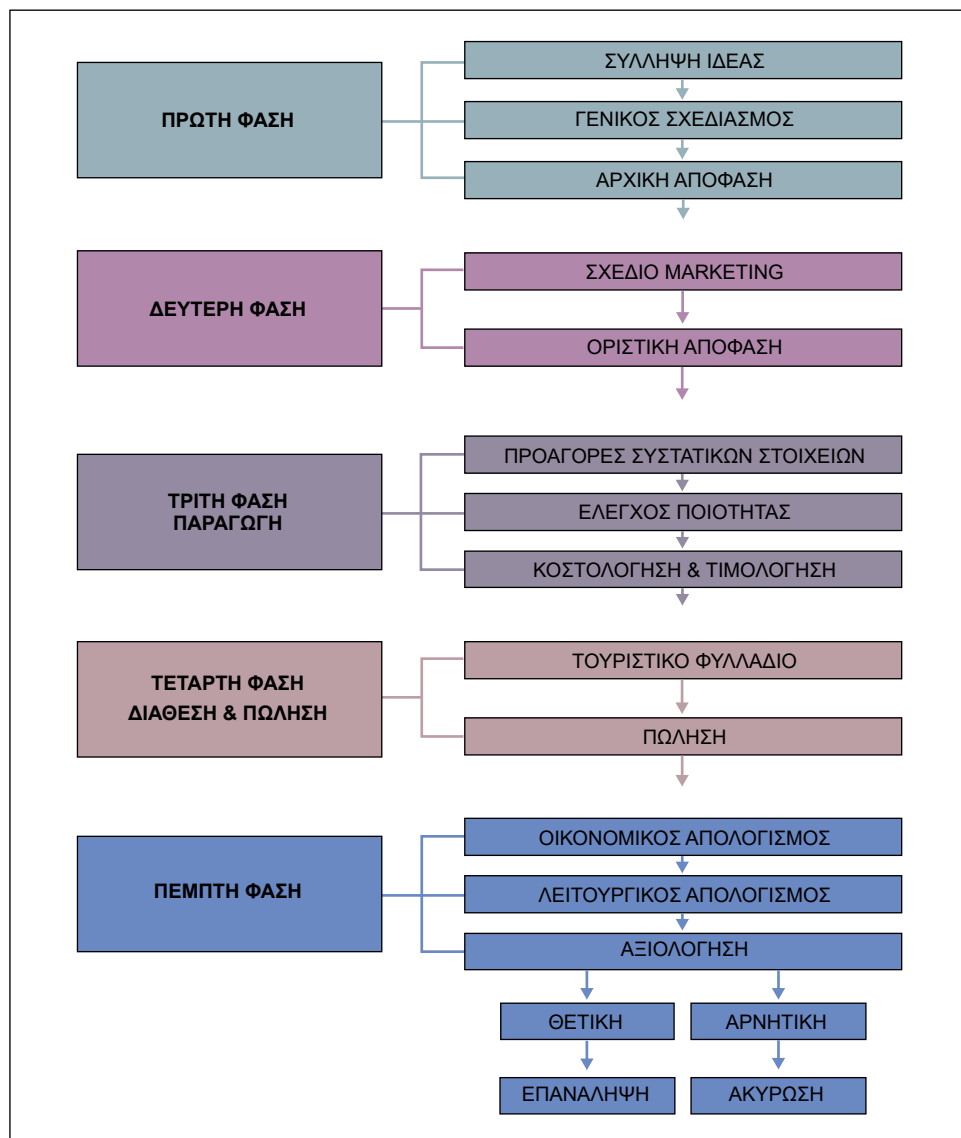 ΠΡΩΤΗ ΦΑΣΗ
ΣΥΛΛΗΨΗ ΙΔΕΑΣ
ΓΕΝΙΚΟΣ ΣΧΕΔΙΑΣΜΟΣ
ΑΡΧΙΚΗ ΑΠΟΦΑΣΗ
ΔΕΥΤΕΡΗ ΦΑΣΗ
ΣΧΕΔΙΟ MARKETING
ΟΡΙΣΤΙΚΗ ΑΠΟΦΑΣΗ
ΤΡΙΤΗ ΦΑΣΗ
ΠΑΡΑΓΩΓΗ
ΠΡΟΑΓΟΡΕΣ ΣΥΣΤΑΤΙΚΩΝ ΣΤΟΙΧΕΙΩΝ
ΕΛΕΓΧΟΣ ΠΟΙΟΤΗΤΑΣ
ΚΟΣΤΟΛΟΓΗΣΗ & ΤΙΜΟΛΟΓΗΣΗ
ΤΕΤΑΡΤΗ ΦΑΣΗ
ΔΙΑΘΕΣΗ & ΠΩΛΗΣΗ
ΤΟΥΡΙΣΤΙΚΟ ΦΥΛΛΑΔΙΟ
ΠΩΛΗΣΗ
ΠΕΜΠΤΗ ΦΑΣΗ
ΟΙΚΟΝΟΜΙΚΟΣ ΑΠΟΛΟΓΙΣΜΟΣ
ΛΕΙΤΟΥΡΓΙΚΟΣ ΑΠΟΛΟΓΙΣΜΟΣ
ΑΞΙΟΛΟΓΗΣΗ
ΘΕΤΙΚΗ
ΑΡΝΗΤΙΚΗ
ΕΠΑΝΑΛΗΨΗ
ΑΚΥΡΩΣΗ